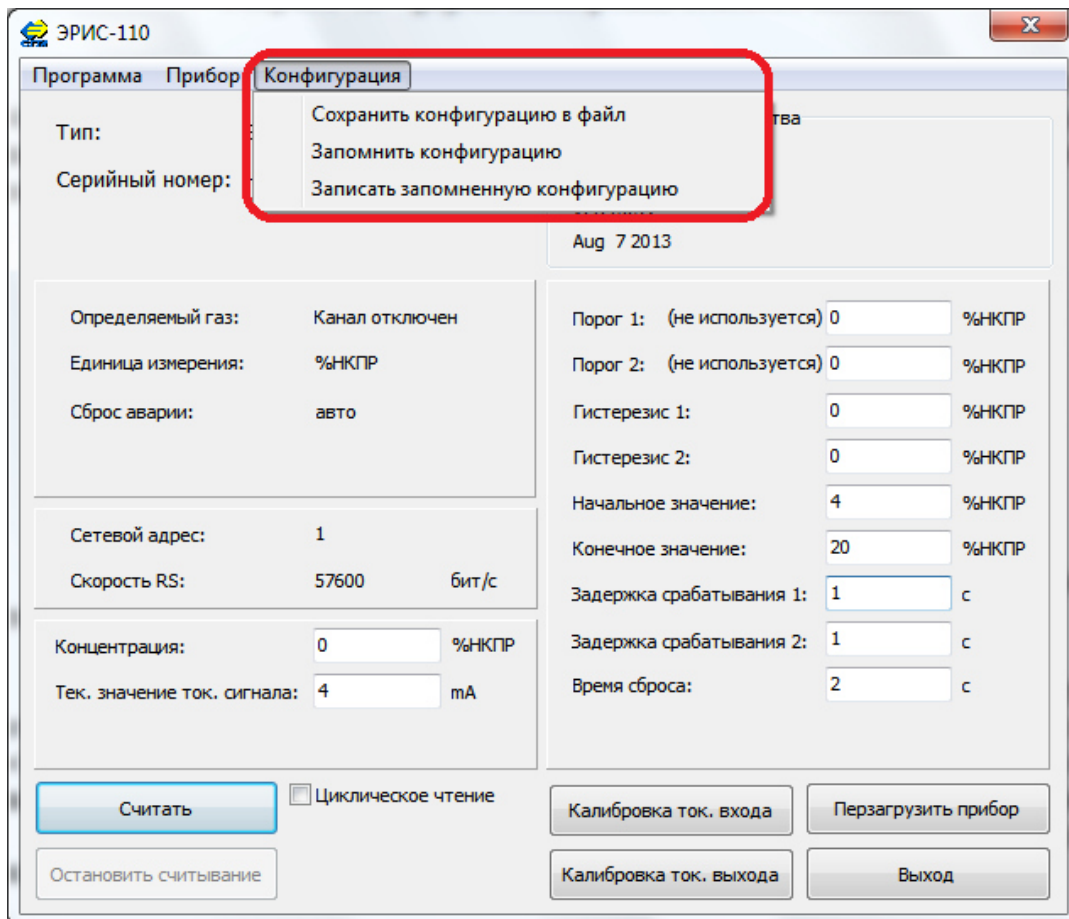 ЭРИС-110
Программа Прибор Конфигурация
Сохранить конфигурацию в файл
Запомнить конфигурацию
Записать запомненную конфигурацию
Тип:
Серийный номер:
Aug 7 2013
Определяемый газ: Канал отключен
Единица измерения: %НКПР
Сброс аварии: авто
Сетевой адрес: 1
Скорость RS: 57600 бит/с
Концентрация: 0 %НКПР
Тек. значение ток. сигнала: 4 mA
Порог 1: (не используется) 0 %НКПР
Порог 2: (не используется) 0 %НКПР
Гистерезис 1: 0 %НКПР
Гистерезис 2: 0 %НКПР
Начальное значение: 4 %НКПР
Конечное значение: 20 %НКПР
Задержка срабатывания 1: 1 с
Задержка срабатывания 2: 1 с
Время сброса: 2 с
Считать
Циклическое чтение
Остановить считывание
Калибровка ток. входа
Перзагрузить прибор
Калибровка ток. выхода
Выход